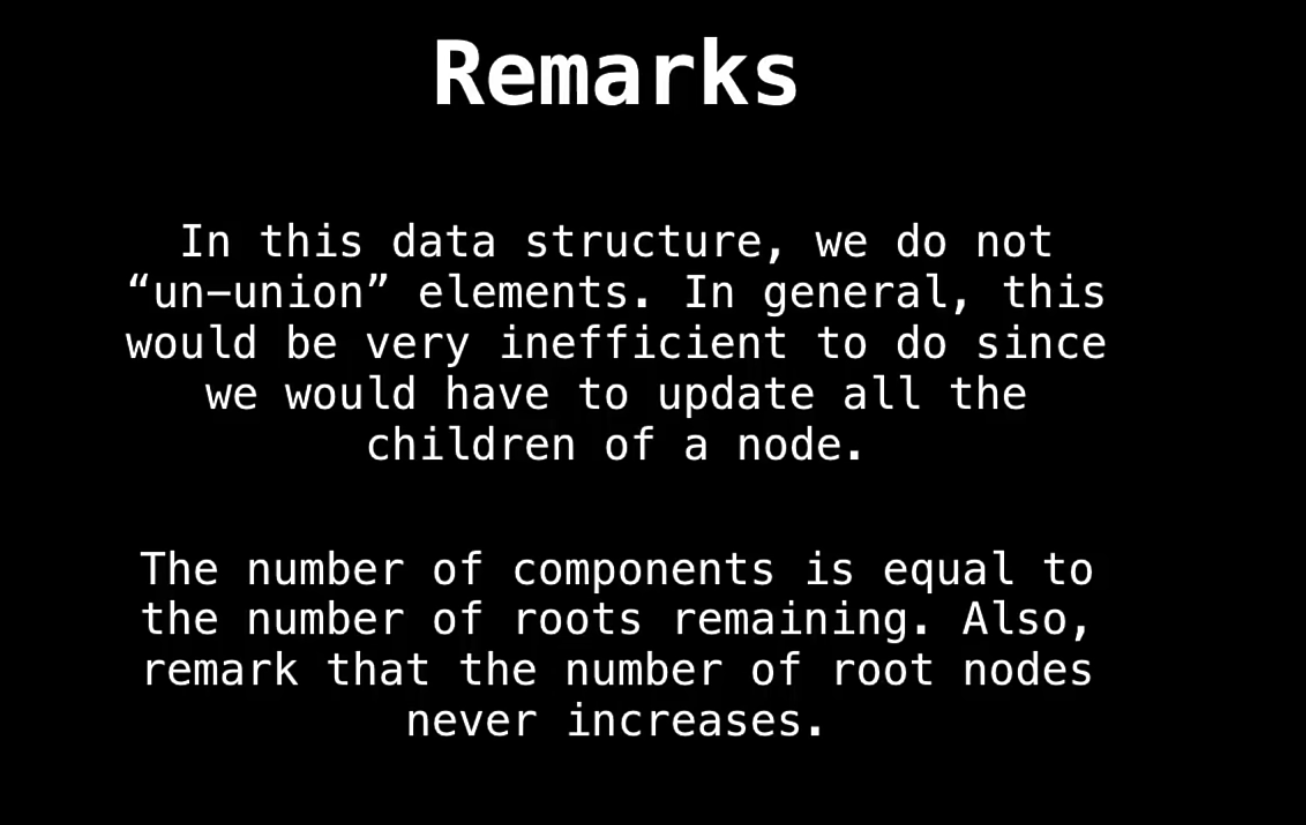 Remarks
In this data structure, we do not
“un-union” elements. In general, this
would be very inefficient to do since
we would have to update all the
children of a node.
The number of components is equal to
the number of roots remaining. Also,
remark that the number of root nodes
never increases.